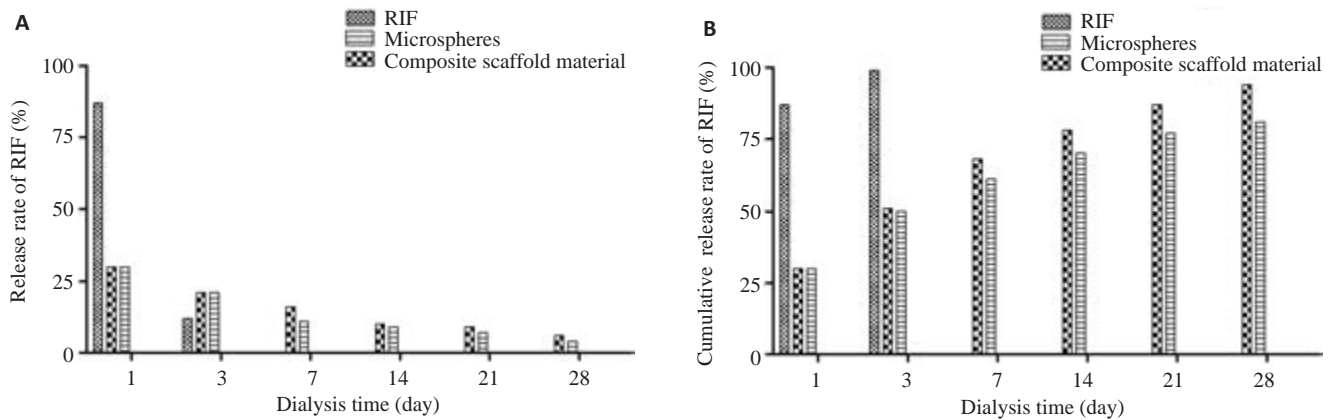 A
RIF
Microspheres
Composite scaffold material
Release rate of RIF (%)
100
75
50
25
0
1 3 7 14 21 28
Dialysis time (day)
B
RIF
Microspheres
Composite scaffold material
Cumulative release rate of RIF (%)
100
75
50
25
0
1 3 7 14 21 28
Dialysis time (day)